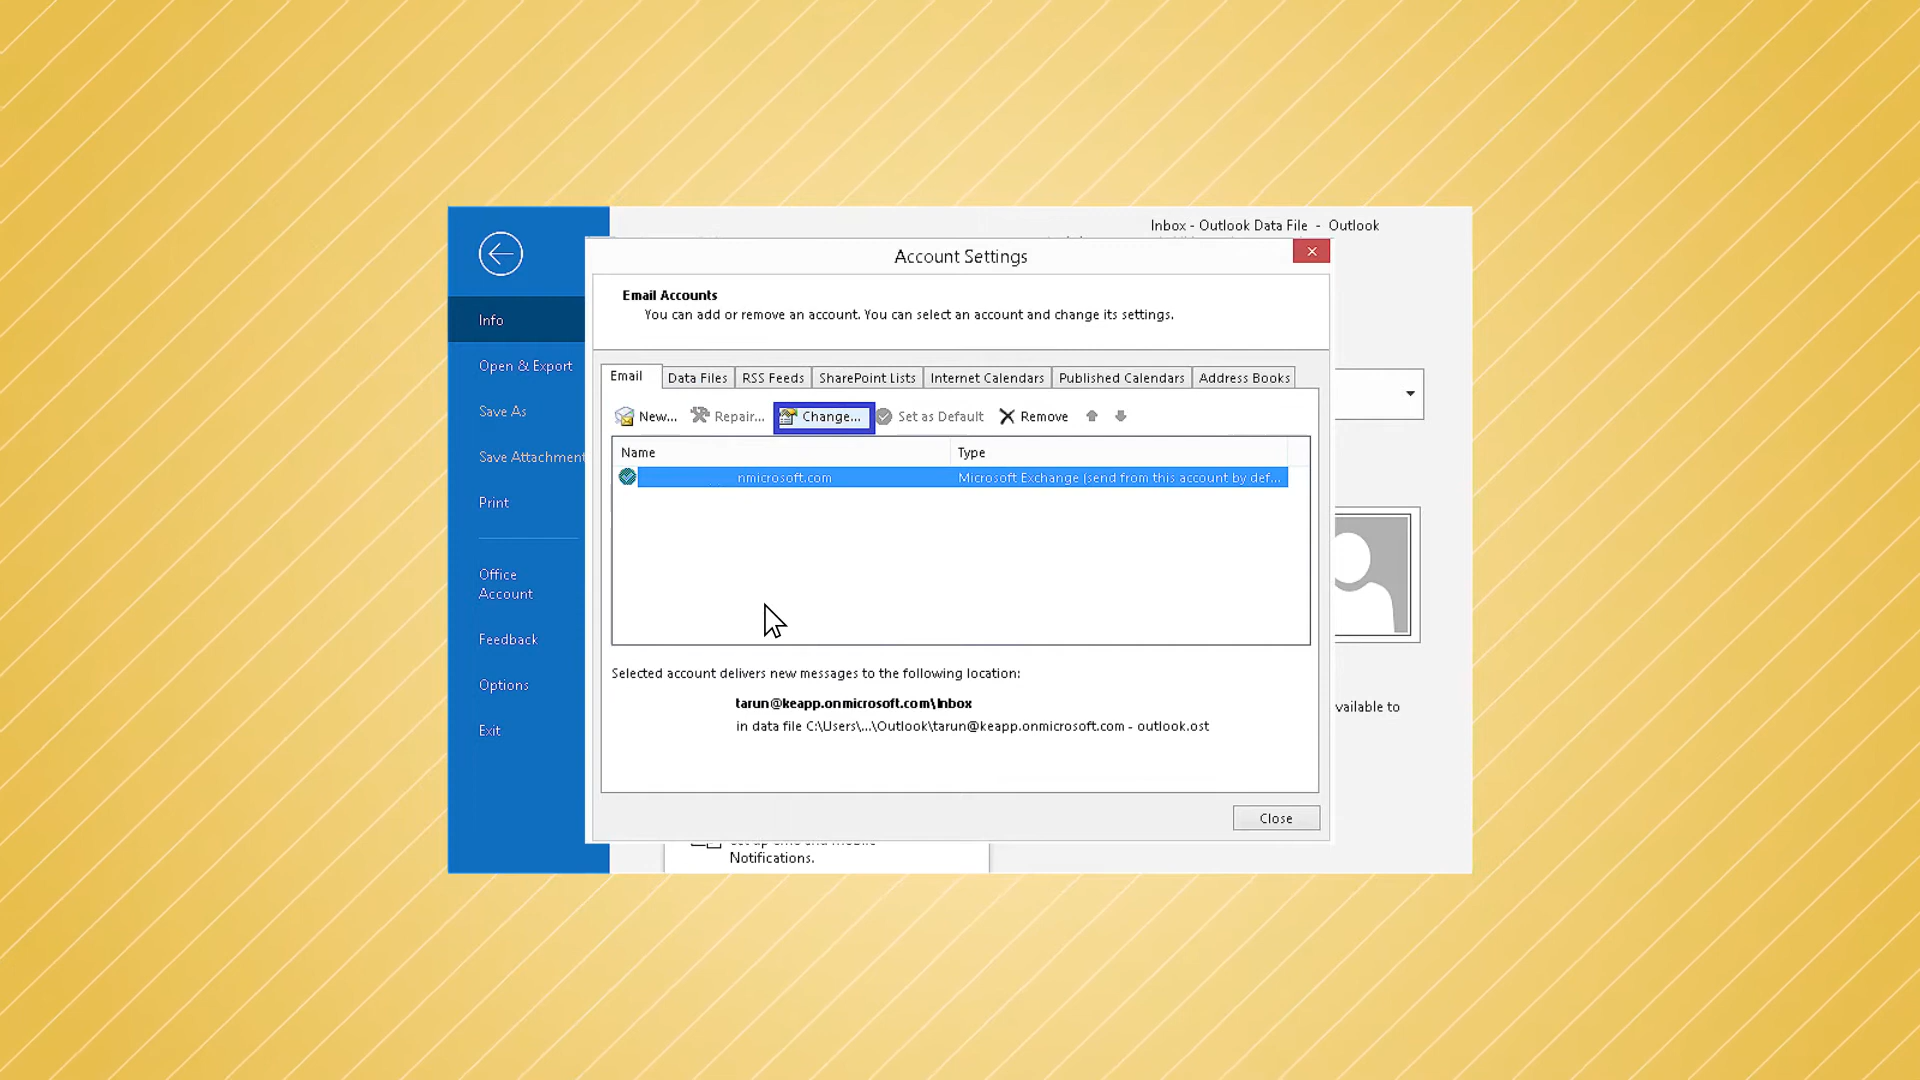 Inbox - Outlook Data File - Outlook
Account Settings
Email Accounts
You can add or remove an account. You can select an account and change its settings.
Info
Open & Export
Save As
Save Attachment
Print
Office
Account
Feedback
Options
Exit
Email Data Files RSS Feeds SharePoint Lists Internet Calendars Published Calendars Address Books
New... Repair... Change... Set as Default Remove
Name Type
nmicrosoft.com Microsoft Exchange (send from this account by def...
Selected account delivers new messages to the following location:
tarun@keapp.onmicrosoft.com\Inbox
in data file C:\Users\...\Outlook\tarun@keapp.onmicrosoft.com - outlook.ost
vailable to
Close
Notifications.